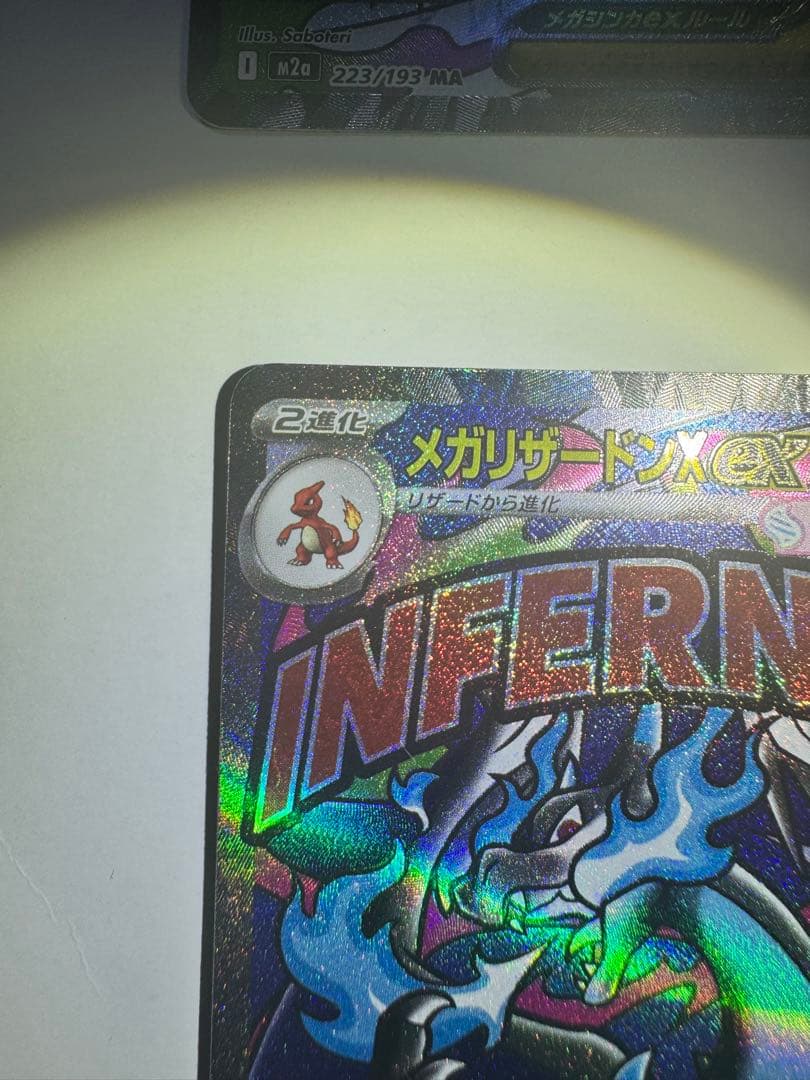 メガシンカexルール
Illus. Saboteri
I m2a 223/193 MA
2進化
メガリザードンXex
リザードから進化
INFERN